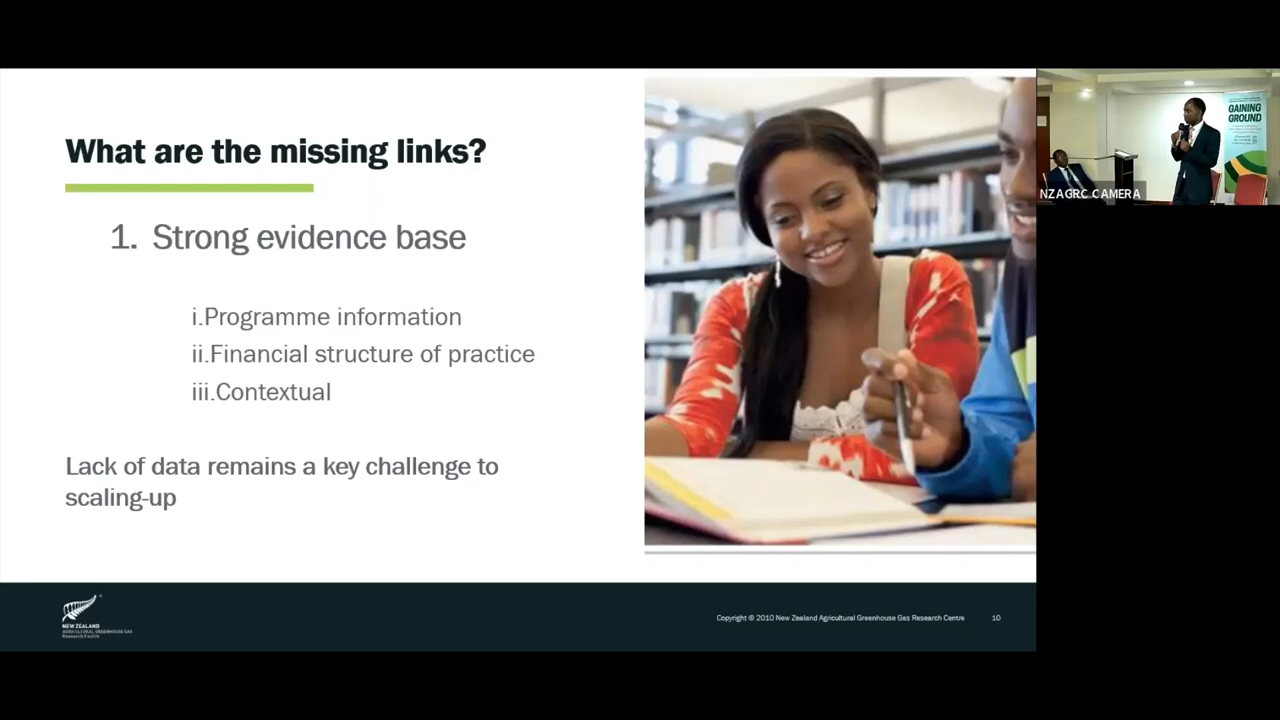 What are the missing links?
1. Strong evidence base
i.Programme information
ii.Financial structure of practice
iii.Contextual
Lack of data remains a key challenge to
scaling-up
NEW ZEALAND
AGRICULTURAL GREENHOUSE GAS
Research Centre
Copyright © 2010 New Zealand Agricultural Greenhouse Gas Research Centre
10
GAINING
GROUND
NZAGRC CAMERA